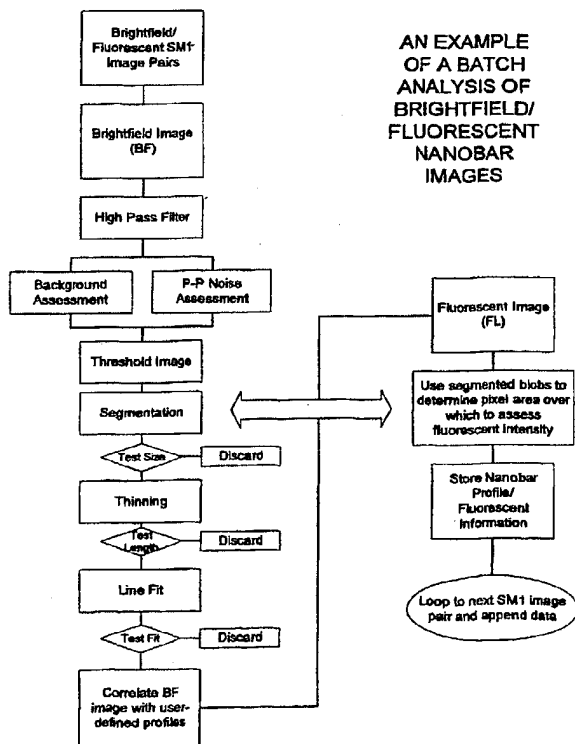 AN EXAMPLE
OF A BATCH
ANALYSIS OF
BRIGHTFIELD/
FLUORESCENT
NANOBAR
IMAGES
Brightfield/
Fluorescent SM1
Image Pairs
Brightfield Image
(BF)
High Pass Filter
Background
Assessment
P-P Noise
Assessment
Threshold Image
Segmentation
Test Size
Discard
Thinning
Test
Length
Discard
Line Fit
Test Fit
Discard
Correlate BF
image with user-
defined profiles
Fluorescent Image
(FL)
Use segmented blobs to
determine pixel area over
which to assess
fluorescent intensity
Store Nanobar
Profile/
Fluorescent
Information
Loop to next SM1 image
pair and append data